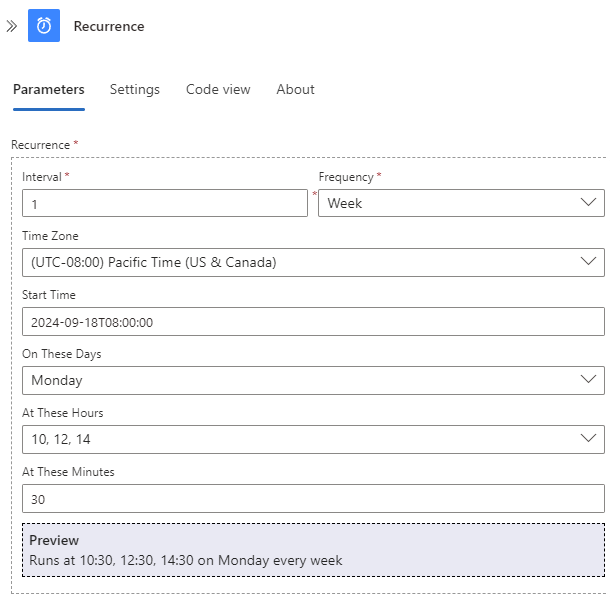 Recurrence
Parameters Settings Code view About
Recurrence *
Interval * Frequency *
1 * Week
Time Zone
(UTC-08:00) Pacific Time (US & Canada)
Start Time
2024-09-18T08:00:00
On These Days
Monday
At These Hours
10, 12, 14
At These Minutes
30
Preview
Runs at 10:30, 12:30, 14:30 on Monday every week